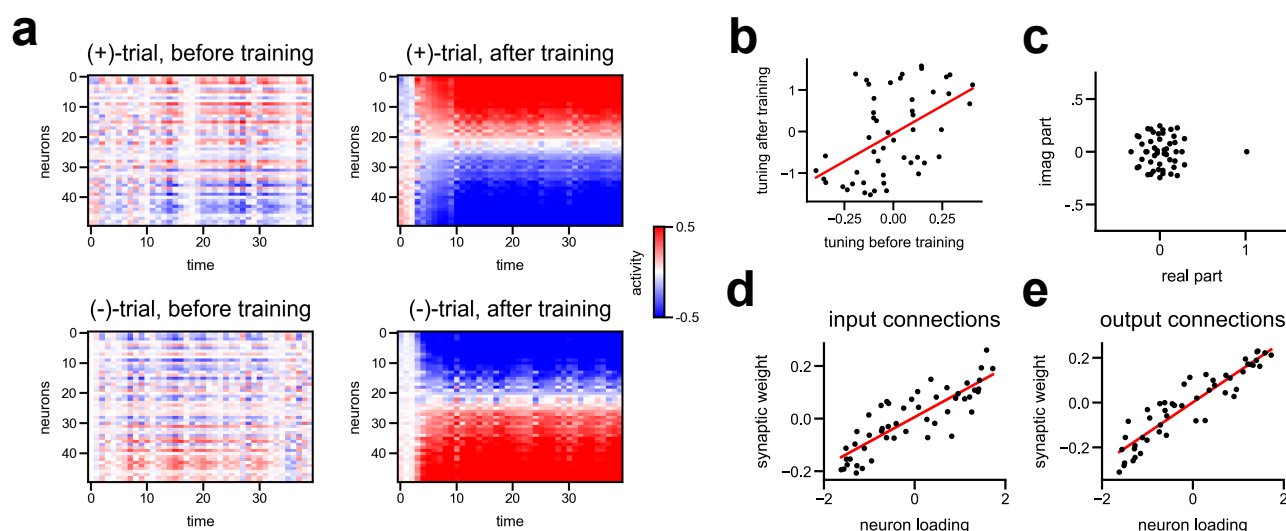 a
(+)-trial, before training
(+)-trial, after training
neurons
0
10
20
30
40
0
10
20
30
time
neurons
0
10
20
30
40
0
10
20
30
time
0.5
activity
-0.5
(-)-trial, before training
(-)-trial, after training
neurons
0
10
20
30
40
0
10
20
30
time
neurons
0
10
20
30
40
0
10
20
30
time
b
tuning after training
1
0
−1
−0.25
0.00
0.25
tuning before training
c
imag part
.5
0
-.5
0
1
real part
d
input connections
synaptic weight
0.2
0.0
−0.2
−2
0
2
neuron loading
e
output connections
synaptic weight
0.2
0.0
−0.2
−2
0
2
neuron loading